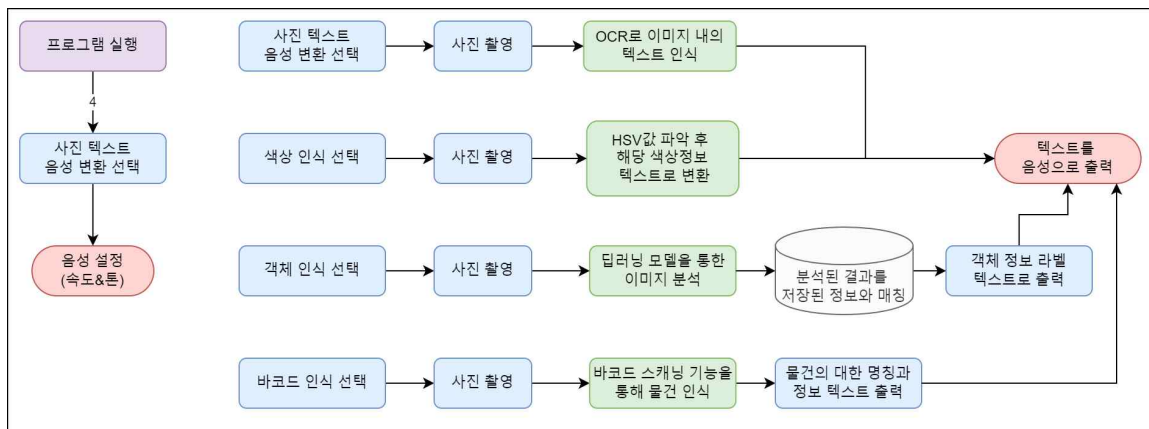 프로그램 실행
4
사진 텍스트
음성 변환 선택
음성 설정
(속도&톤)
사진 텍스트
음성 변환 선택
사진 촬영
OCR로 이미지 내의
텍스트 인식
색상 인식 선택
사진 촬영
HSV값 파악 후
해당 색상정보
텍스트로 변환
텍스트를
음성으로 출력
객체 인식 선택
사진 촬영
딥러닝 모델을 통한
이미지 분석
분석된 결과를
저장된 정보와 매칭
객체 정보 라벨
텍스트로 출력
바코드 인식 선택
사진 촬영
바코드 스캐닝 기능을
통해 물건 인식
물건의 대한 명칭과
정보 텍스트 출력